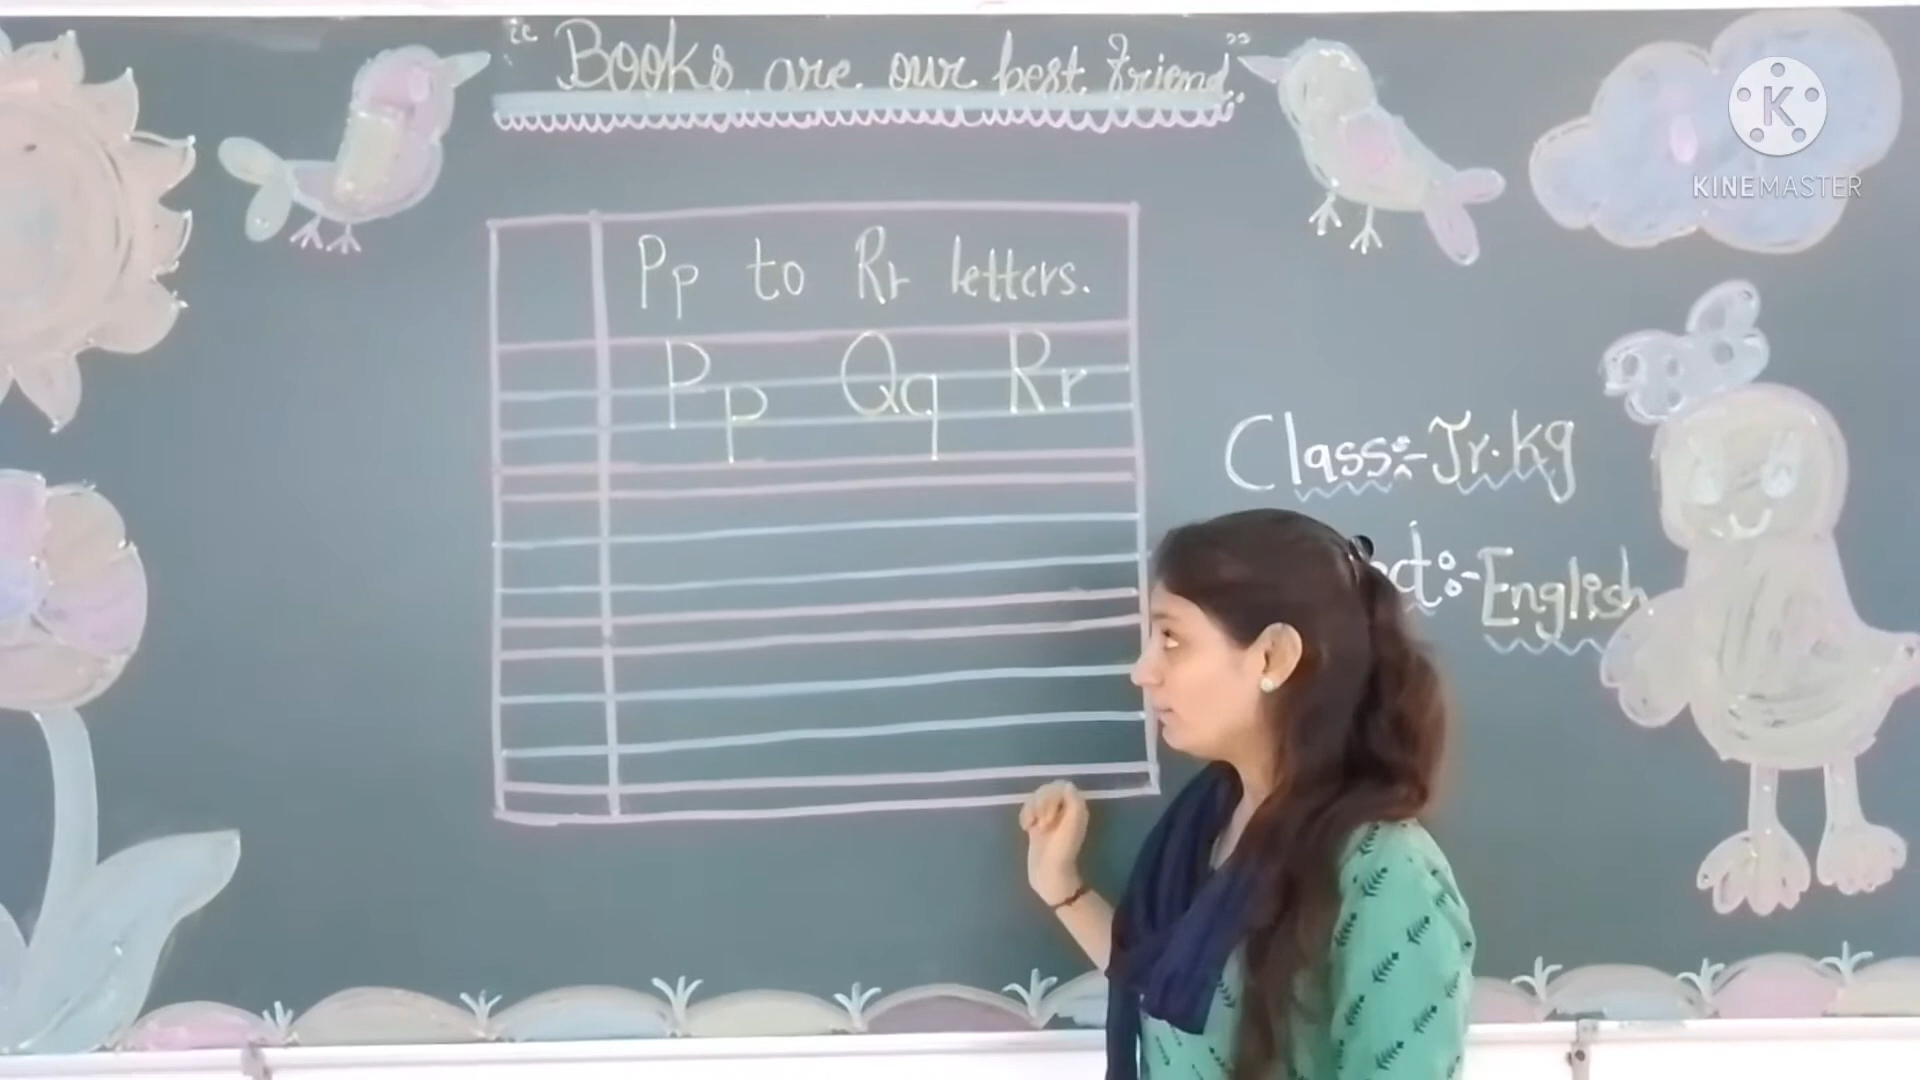 "Books are our best friend."
Pp to Rr letters.
Pp Qq Rr
Class:- Jr.kg
:- English
KINEMASTER